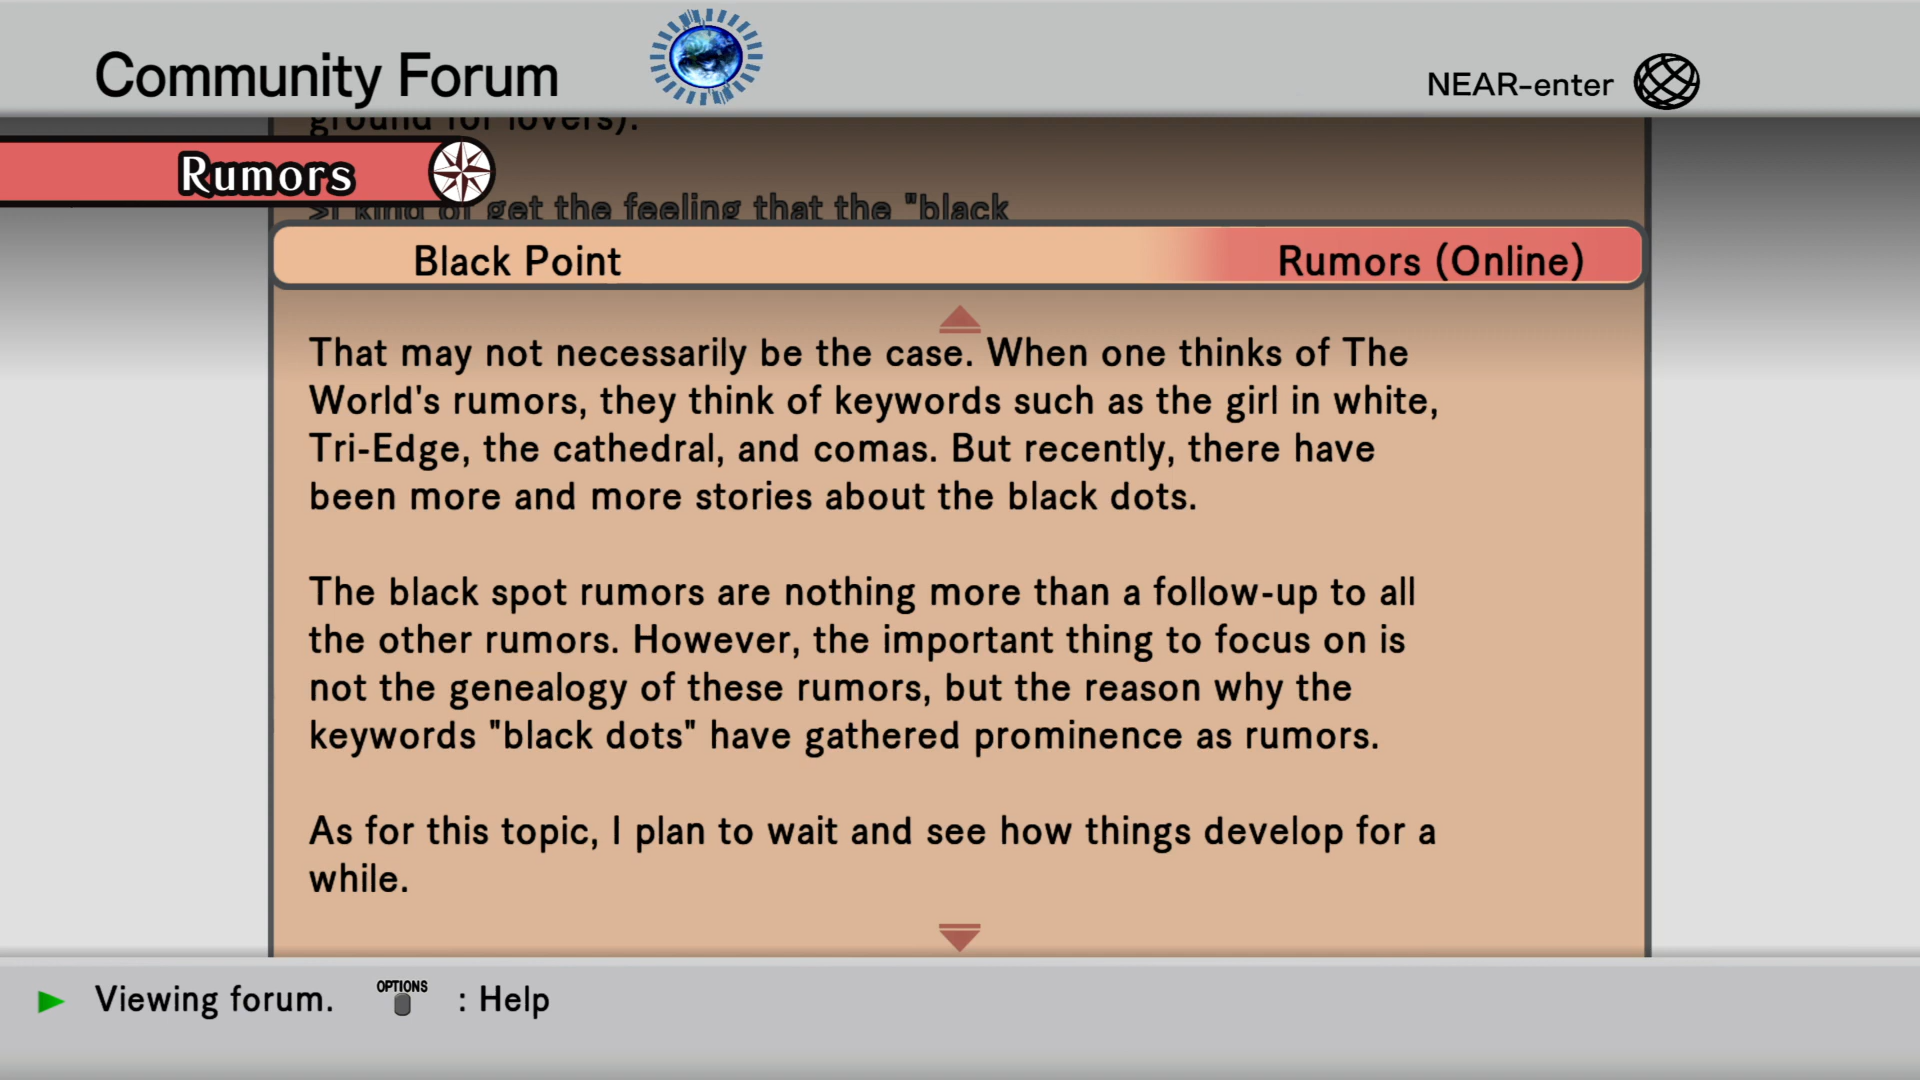 Community Forum
NEAR-enter
ground for lovers).
Rumors
>I kind of get the feeling that the "black
Black Point
Rumors (Online)
That may not necessarily be the case. When one thinks of The
World's rumors, they think of keywords such as the girl in white,
Tri-Edge, the cathedral, and comas. But recently, there have
been more and more stories about the black dots.
The black spot rumors are nothing more than a follow-up to all
the other rumors. However, the important thing to focus on is
not the genealogy of these rumors, but the reason why the
keywords "black dots" have gathered prominence as rumors.
As for this topic, I plan to wait and see how things develop for a
while.
Viewing forum.
OPTIONS
: Help